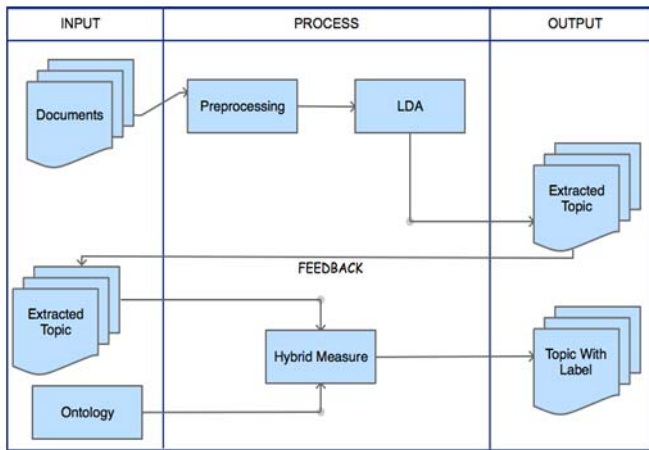 INPUT
PROCESS
OUTPUT
Documents
Preprocessing
LDA
Extracted
Topic
FEEDBACK
Extracted
Topic
Hybrid Measure
Topic With
Label
Ontology